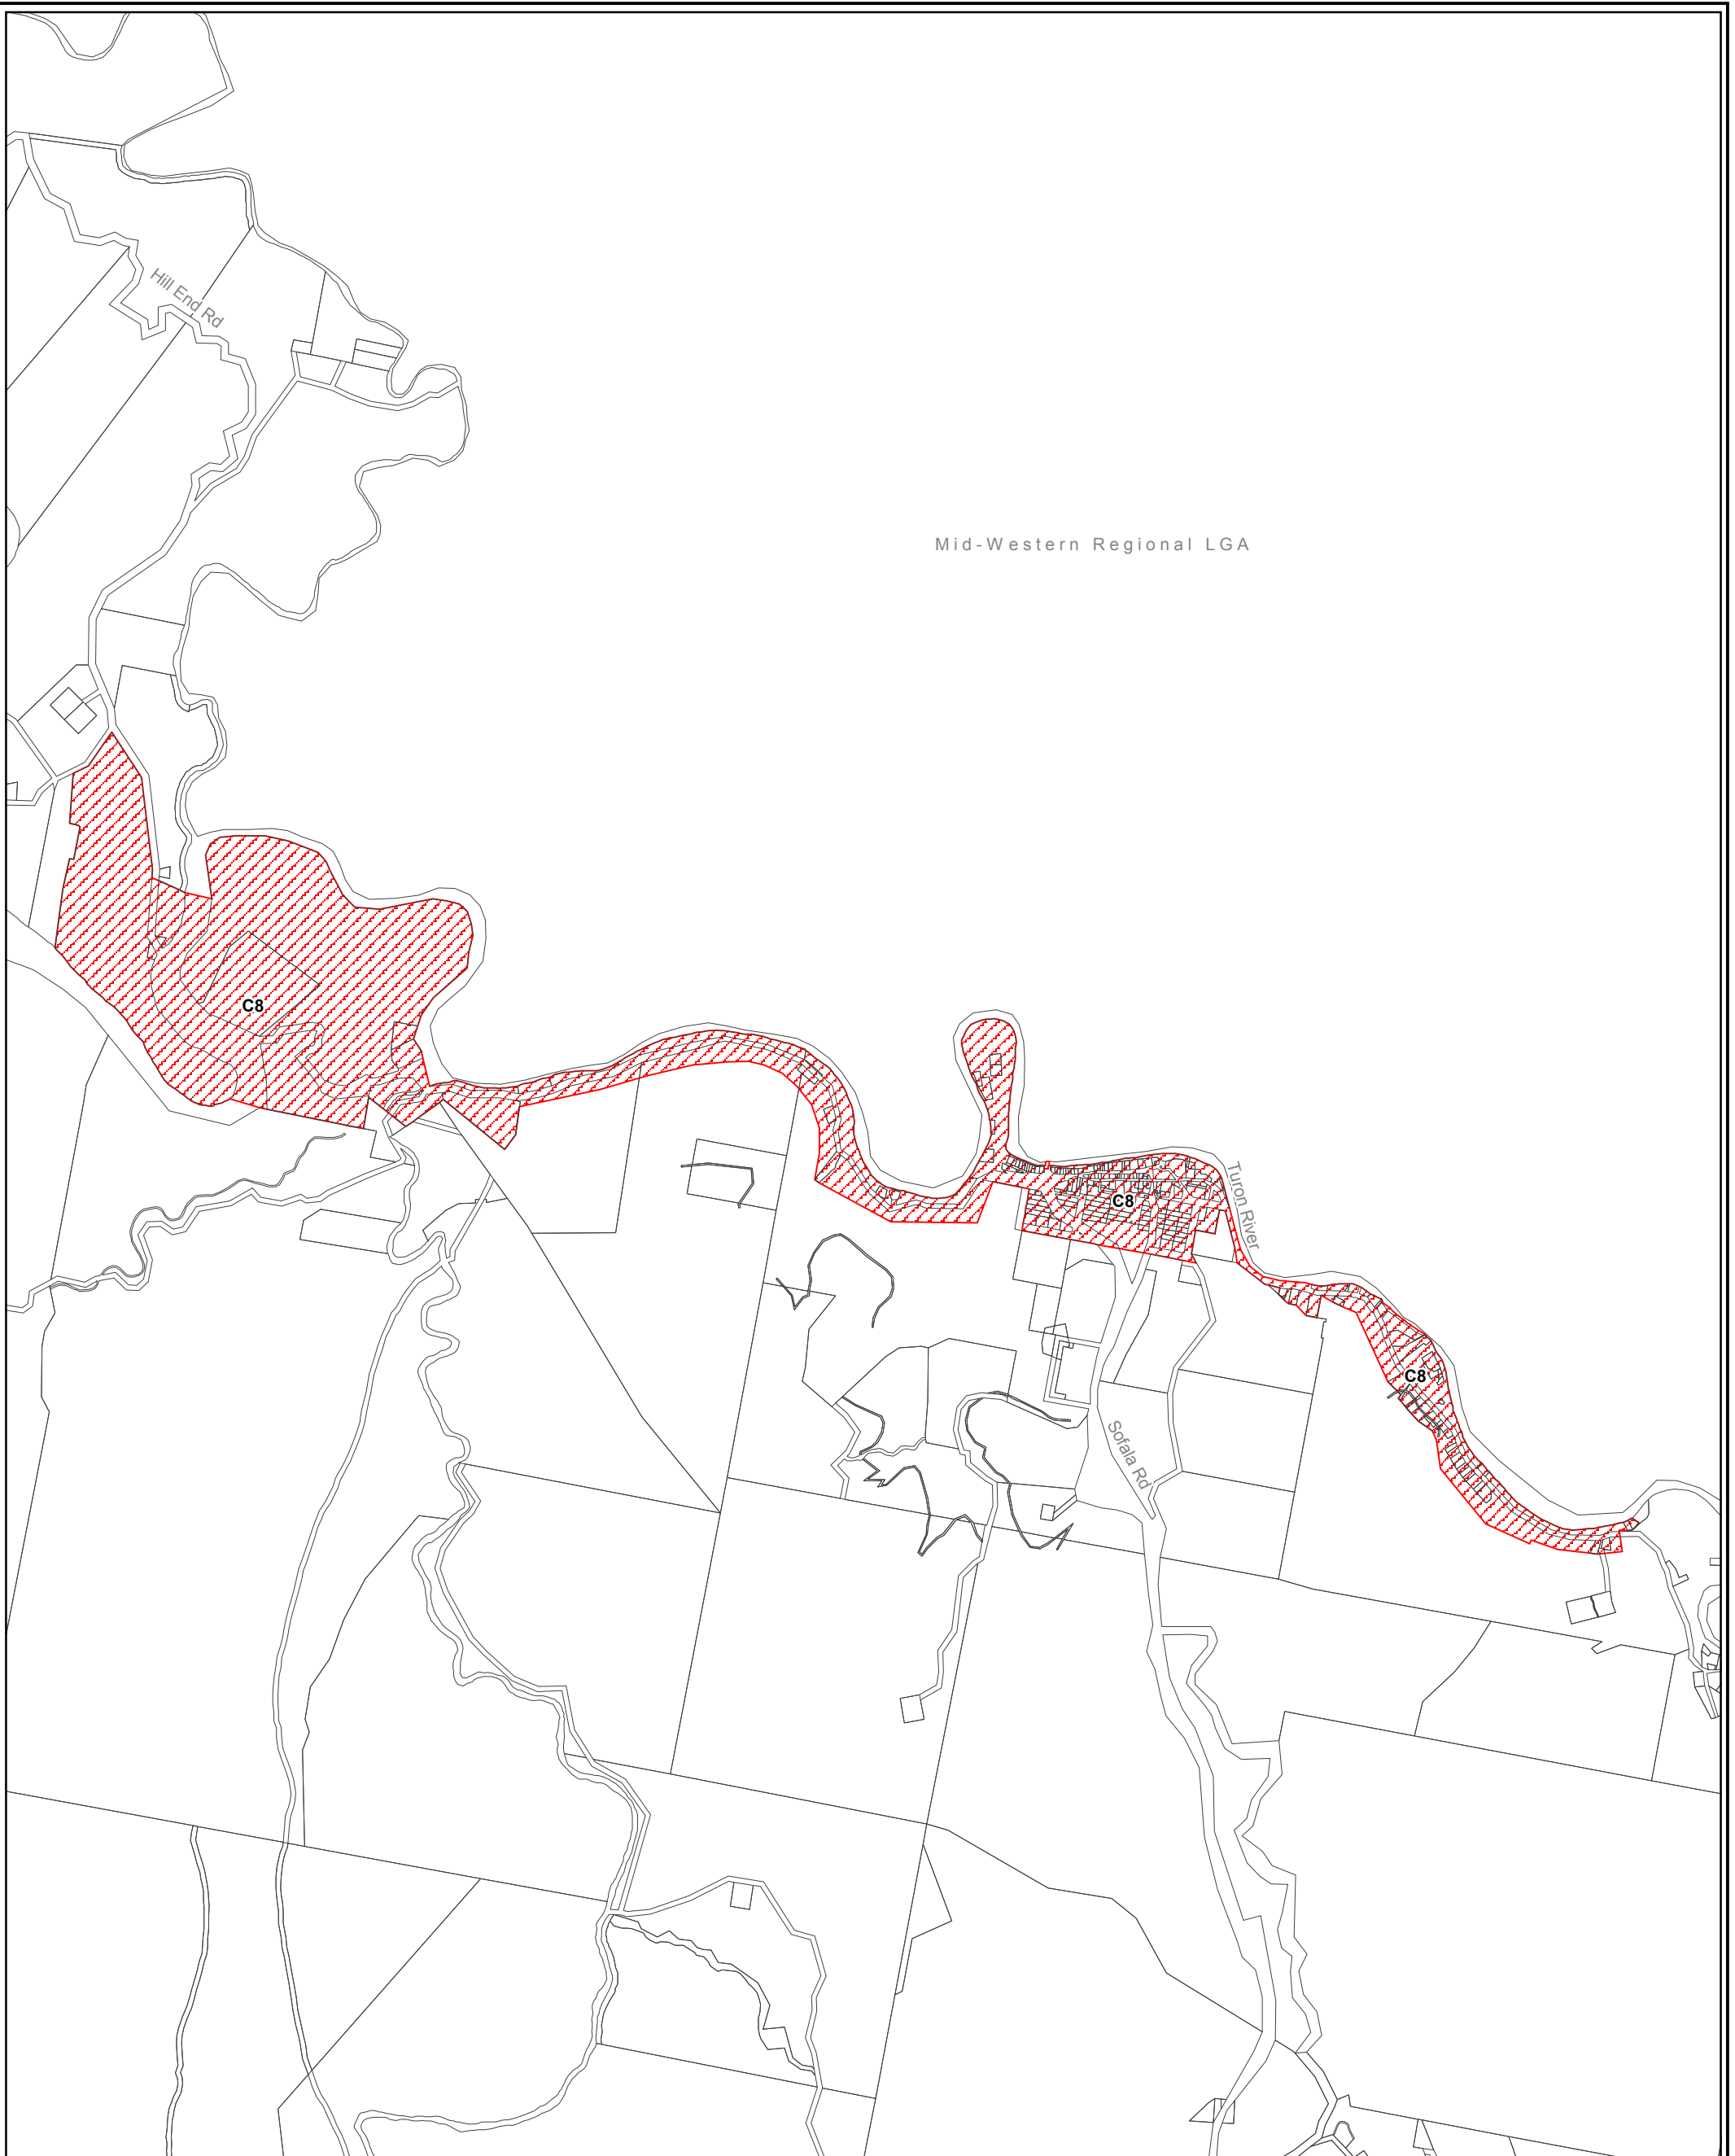 Hill End Rd
Mid-Western Regional LGA
C8
Turon River
C8
C8
Sofala Rd